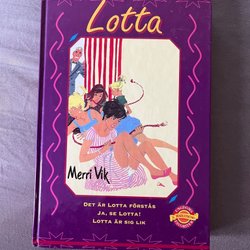 Lotta
Merri Vik
DET ÄR LOTTA FÖRSTÅS
JA, SE LOTTA!
LOTTA ÄR SIG LIK